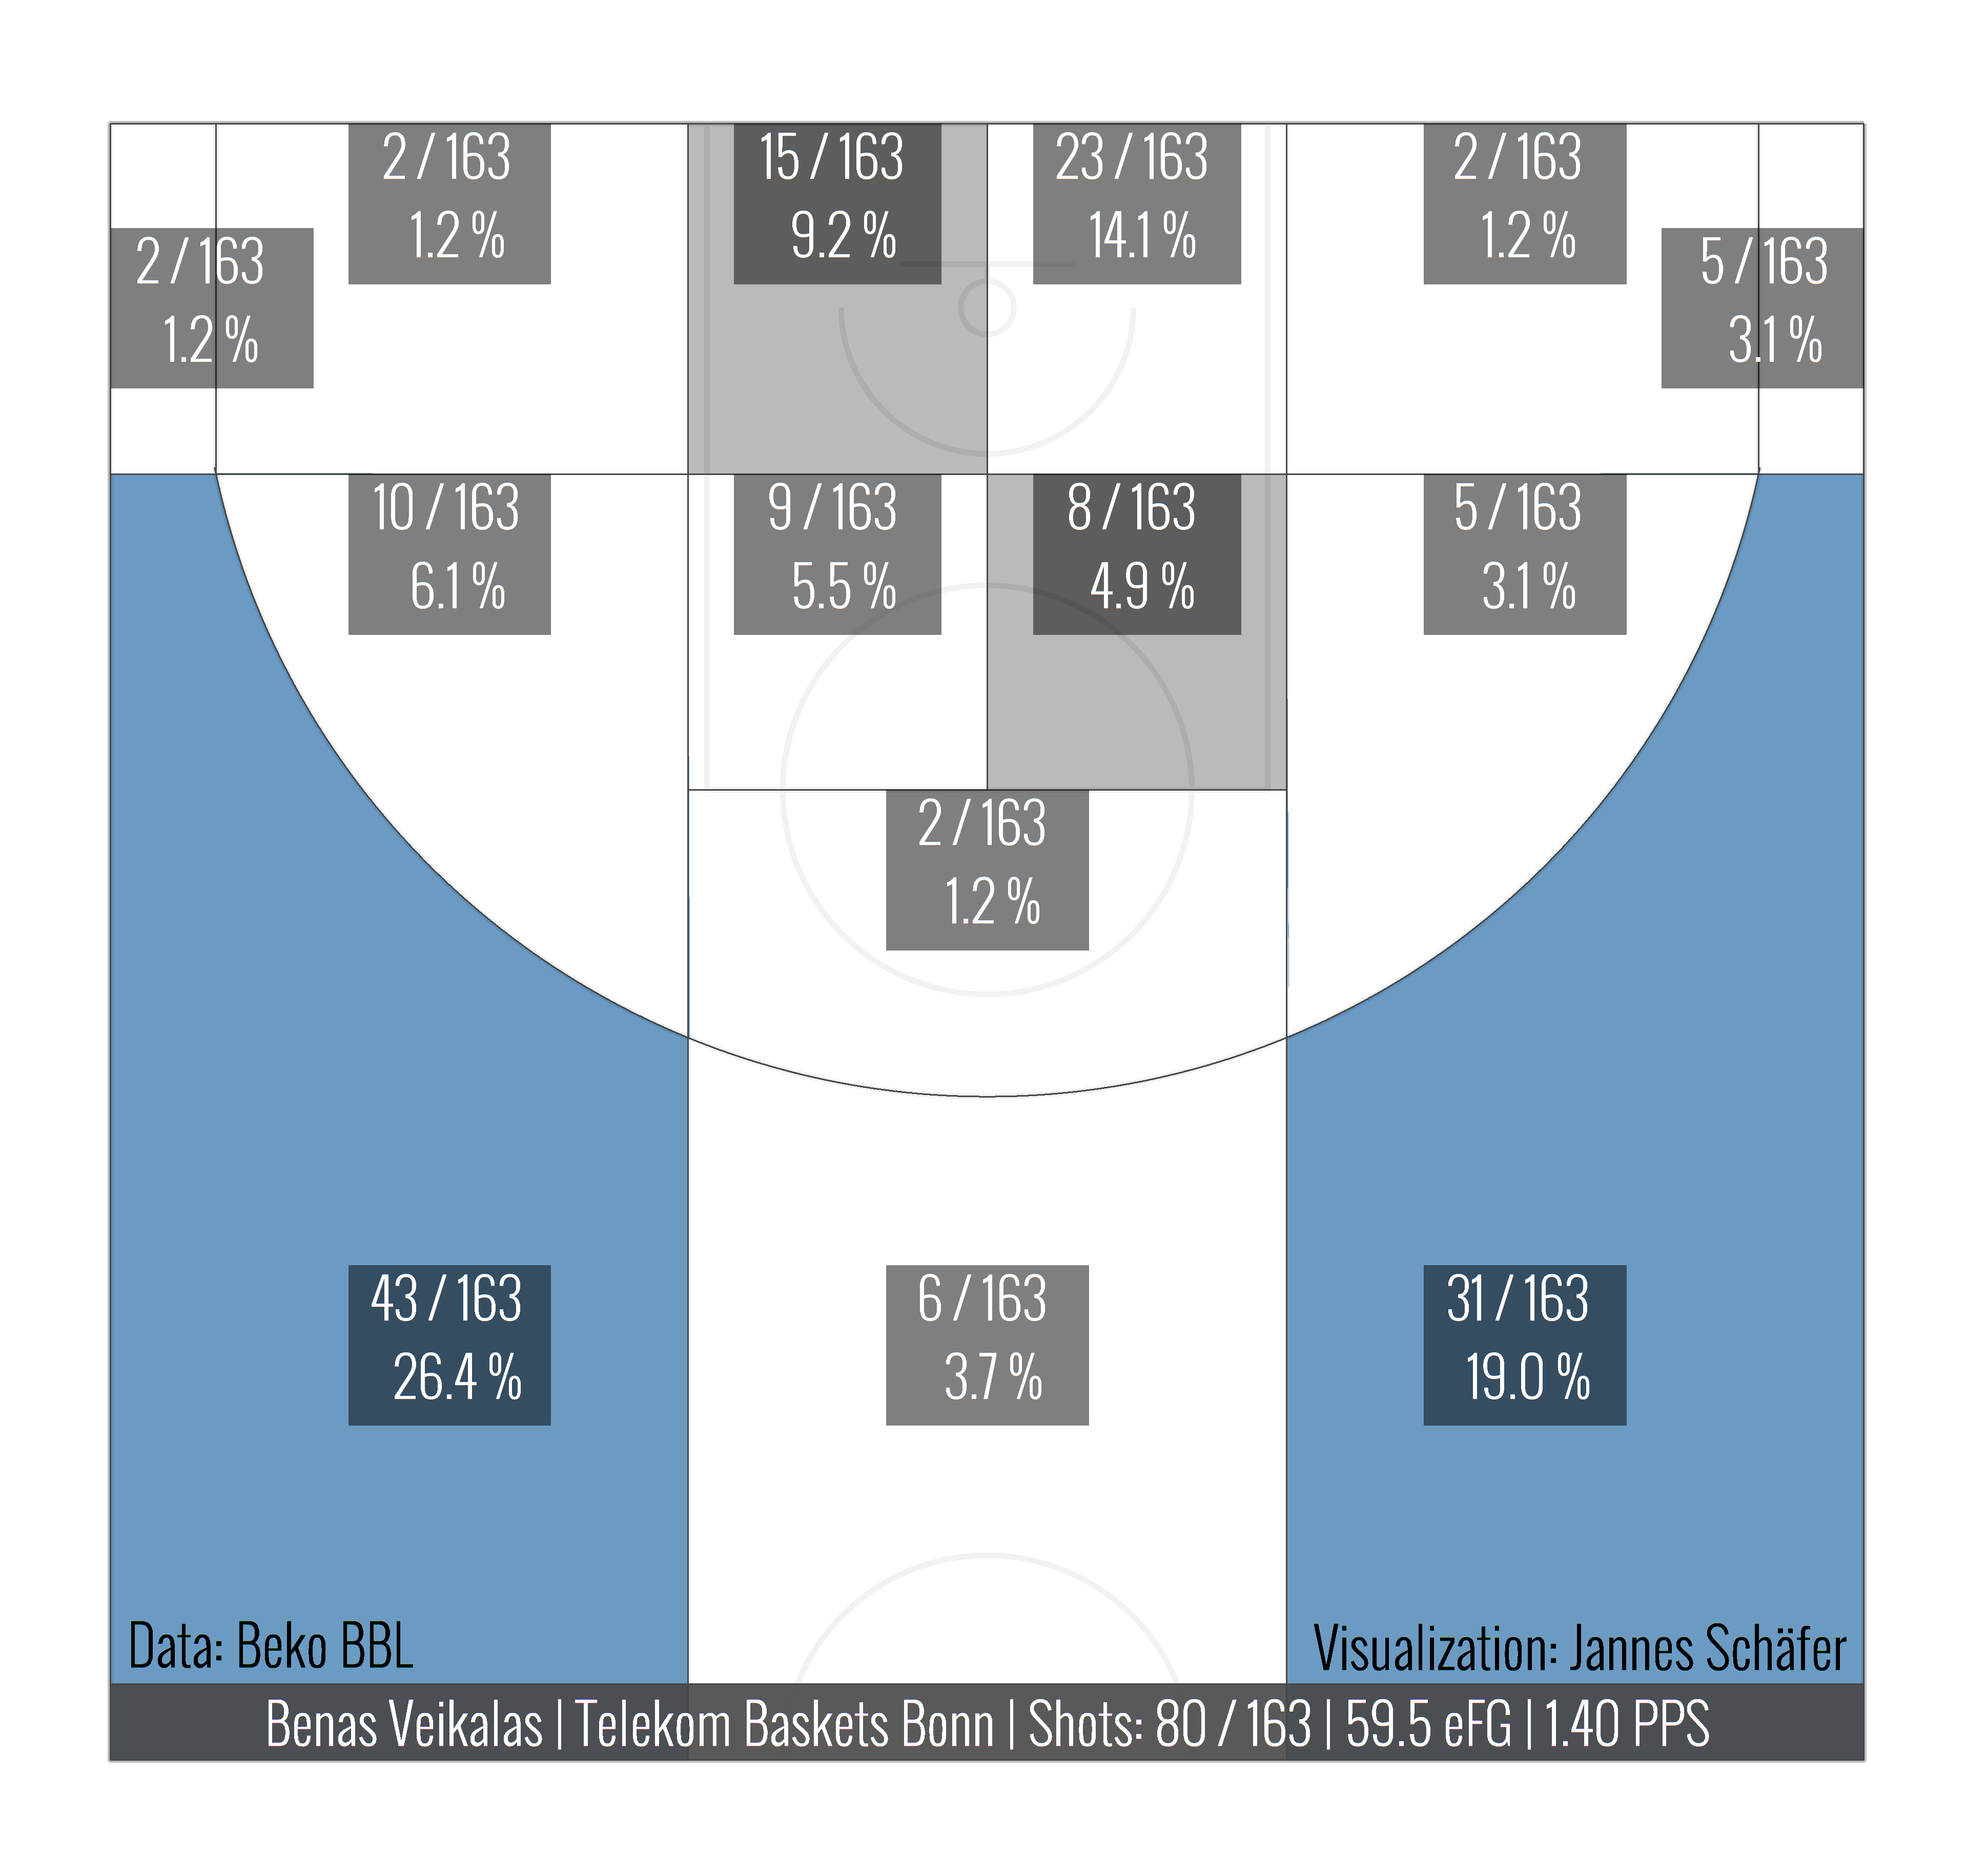 2 / 163
1.2 %
15 / 163
9.2 %
23 / 163
14.1 %
2 / 163
1.2 %
2 / 163
1.2 %
5 / 163
3.1 %
10 / 163
6.1 %
9 / 163
5.5 %
8 / 163
4.9 %
5 / 163
3.1 %
2 / 163
1.2 %
43 / 163
26.4 %
6 / 163
3.7 %
31 / 163
19.0 %
Data: Beko BBL
Visualization: Jannes Schäfer
Benas Veikalas | Telekom Baskets Bonn | Shots: 80 / 163 | 59.5 eFG | 1.40 PPS